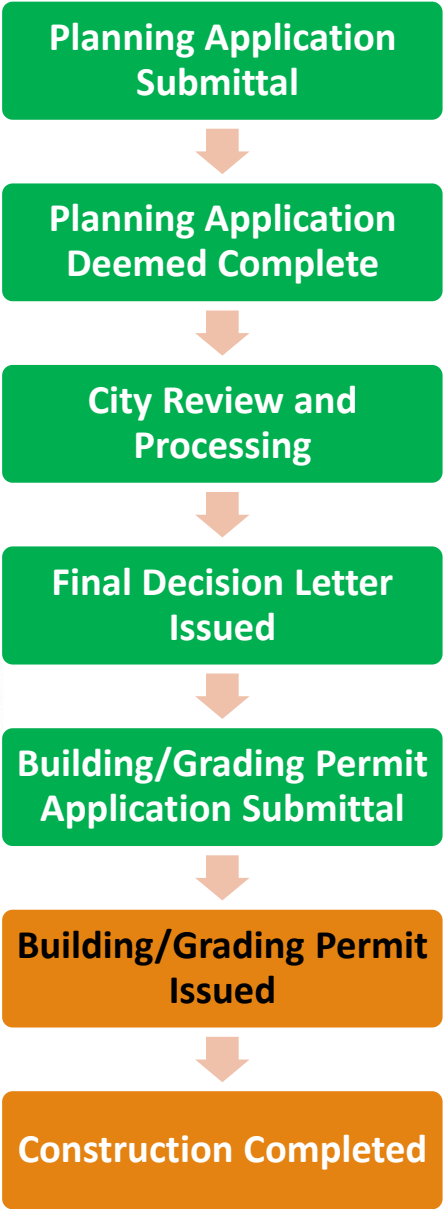 Planning Application
Submittal
Planning Application
Deemed Complete
City Review and
Processing
Final Decision Letter
Issued
Building/Grading Permit
Application Submittal
Building/Grading Permit
Issued
Construction Completed